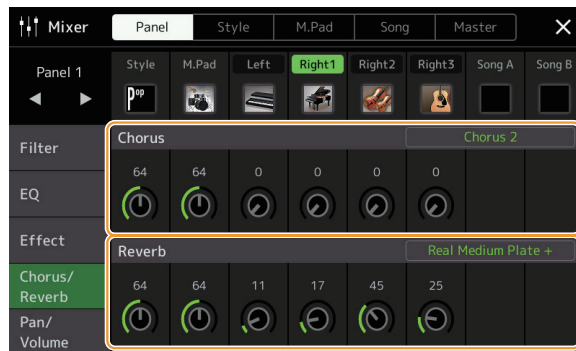 Mixer Panel Style M.Pad Song Master
Panel 1 Style M.Pad Left Right1 Right2 Right3 Song A Song B
Pop
Filter
EQ
Effect
Chorus/
Reverb
Pan/
Volume
Chorus Chorus 2
64 64 0 0 0 0
Reverb Real Medium Plate +
64 64 11 17 45 25